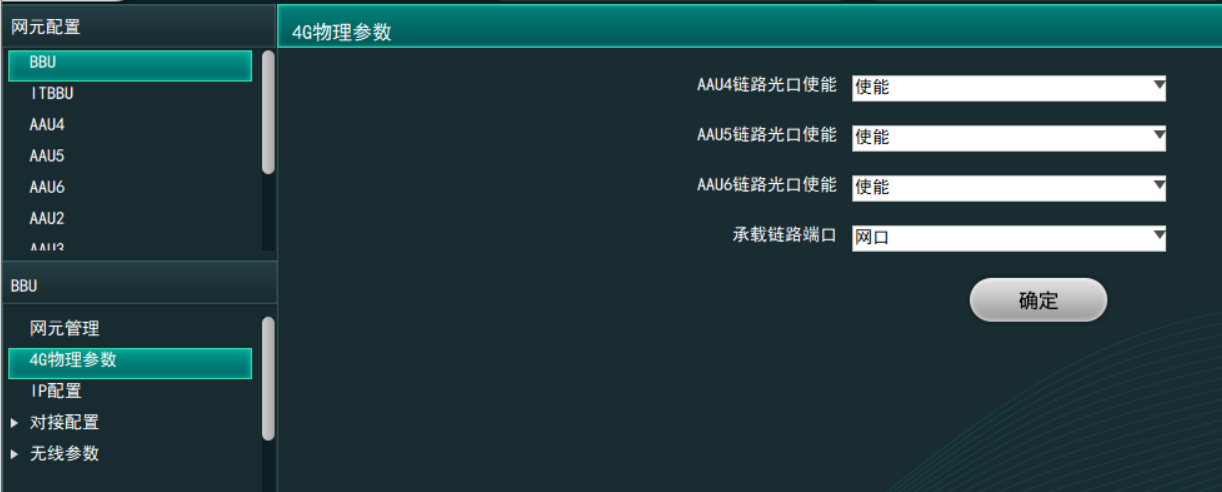 网元配置
BBU
ITBBU
AAU4
AAU5
AAU6
AAU2
AAU3
BBU
网元管理
4G物理参数
IP配置
对接配置
无线参数
4G物理参数
AAU4链路光口使能 使能
AAU5链路光口使能 使能
AAU6链路光口使能 使能
承载链路端口 网口
确定